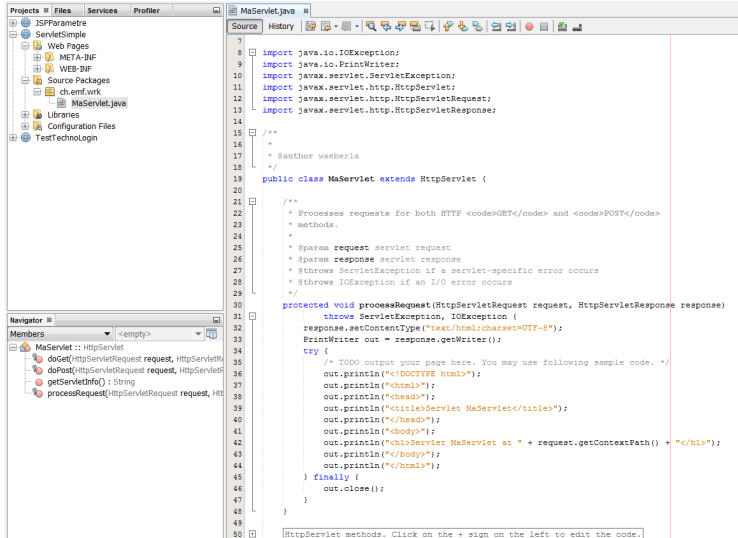 Projects Files Services Profiler
JSPParametre
ServletSimple
Web Pages
META-INF
WEB-INF
Source Packages
ch.emf.wrk
MaServlet.java
Libraries
Configuration Files
TestTechnoLogin
Navigator
Members <empty>
MaServlet :: HttpServlet
doGet(HttpServletRequest request, HttpServletR
doPost(HttpServletRequest request, HttpServletF
getServletInfo() : String
processRequest(HttpServletRequest request, Htt
MaServlet.java
Source History
7
8 import java.io.IOException;
9 import java.io.PrintWriter;
10 import javax.servlet.ServletException;
11 import javax.servlet.http.HttpServlet;
12 import javax.servlet.http.HttpServletRequest;
13 import javax.servlet.http.HttpServletResponse;
14
15 /**
16 *
17 * @author waeberla
18 */
19 public class MaServlet extends HttpServlet {
20
21 /**
22 * Processes requests for both HTTP <code>GET</code> and <code>POST</code>
23 * methods.
24 *
25 * @param request servlet request
26 * @param response servlet response
27 * @throws ServletException if a servlet-specific error occurs
28 * @throws IOException if an I/O error occurs
29 */
30 protected void processRequest(HttpServletRequest request, HttpServletResponse response)
31 throws ServletException, IOException {
32 response.setContentType("text/html;charset=UTF-8");
33 PrintWriter out = response.getWriter();
34 try {
35 /* TODO output your page here. You may use following sample code. */
36 out.println("<!DOCTYPE html>");
37 out.println("<html>");
38 out.println("<head>");
39 out.println("<title>Servlet MaServlet</title>");
40 out.println("</head>");
41 out.println("<body>");
42 out.println("<h1>Servlet MaServlet at " + request.getContextPath() + "</h1>");
43 out.println("</body>");
44 out.println("</html>");
45 } finally {
46 out.close();
47 }
48 }
49
50 HttpServlet methods. Click on the + sign on the left to edit the code.